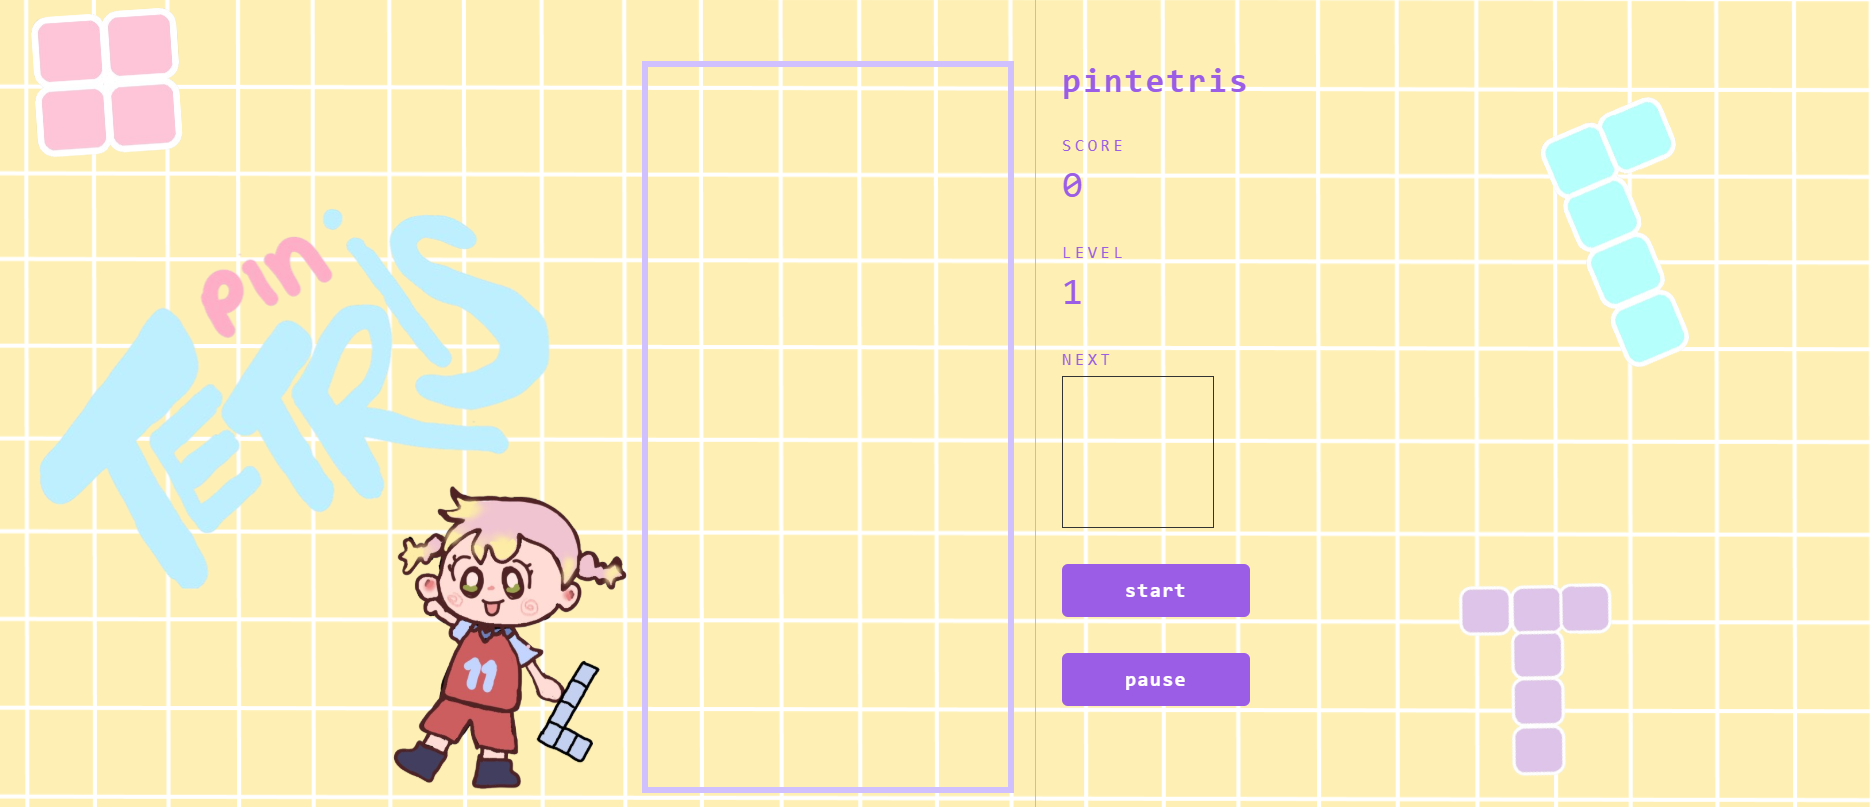 pin
TETRiS
11
pintetris
SCORE
0
LEVEL
1
NEXT
start
pause